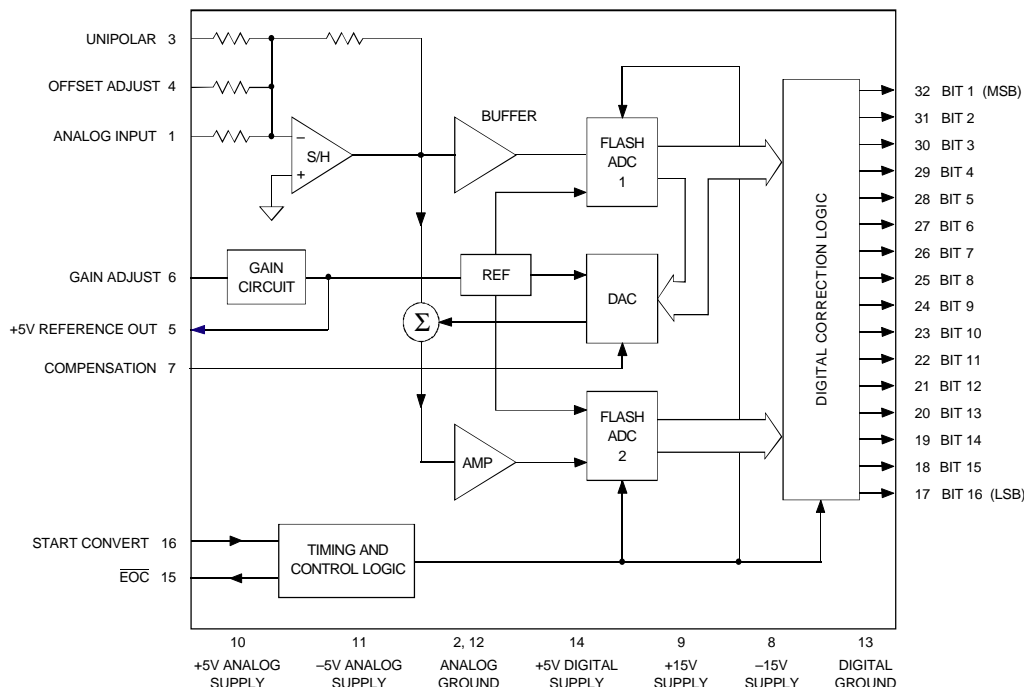 UNIPOLAR 3
OFFSET ADJUST 4
ANALOG INPUT 1
–
S/H
+
BUFFER
FLASH
ADC
1
GAIN ADJUST 6
GAIN
CIRCUIT
REF
DAC
+5V REFERENCE OUT 5
Σ
COMPENSATION 7
FLASH
ADC
2
AMP
START CONVERT 16
EOC 15
TIMING AND
CONTROL LOGIC
DIGITAL CORRECTION LOGIC
32 BIT 1 (MSB)
31 BIT 2
30 BIT 3
29 BIT 4
28 BIT 5
27 BIT 6
26 BIT 7
25 BIT 8
24 BIT 9
23 BIT 10
22 BIT 11
21 BIT 12
20 BIT 13
19 BIT 14
18 BIT 15
17 BIT 16 (LSB)
10
+5V ANALOG
SUPPLY
11
–5V ANALOG
SUPPLY
2, 12
ANALOG
GROUND
14
+5V DIGITAL
SUPPLY
9
+15V
SUPPLY
8
–15V
SUPPLY
13
DIGITAL
GROUND